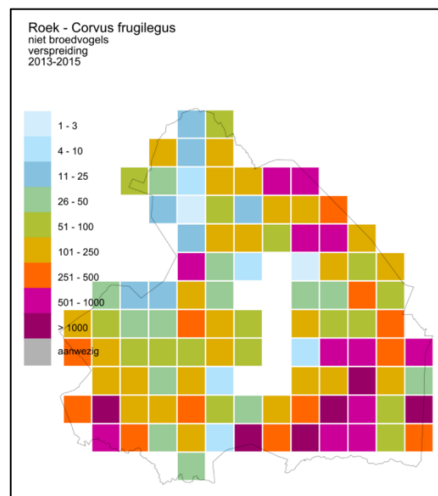 Roek - Corvus frugilegus
niet broedvogels
verspreiding
2013-2015
1 - 3
4 - 10
11 - 25
26 - 50
51 - 100
101 - 250
251 - 500
501 - 1000
> 1000
aanwezig